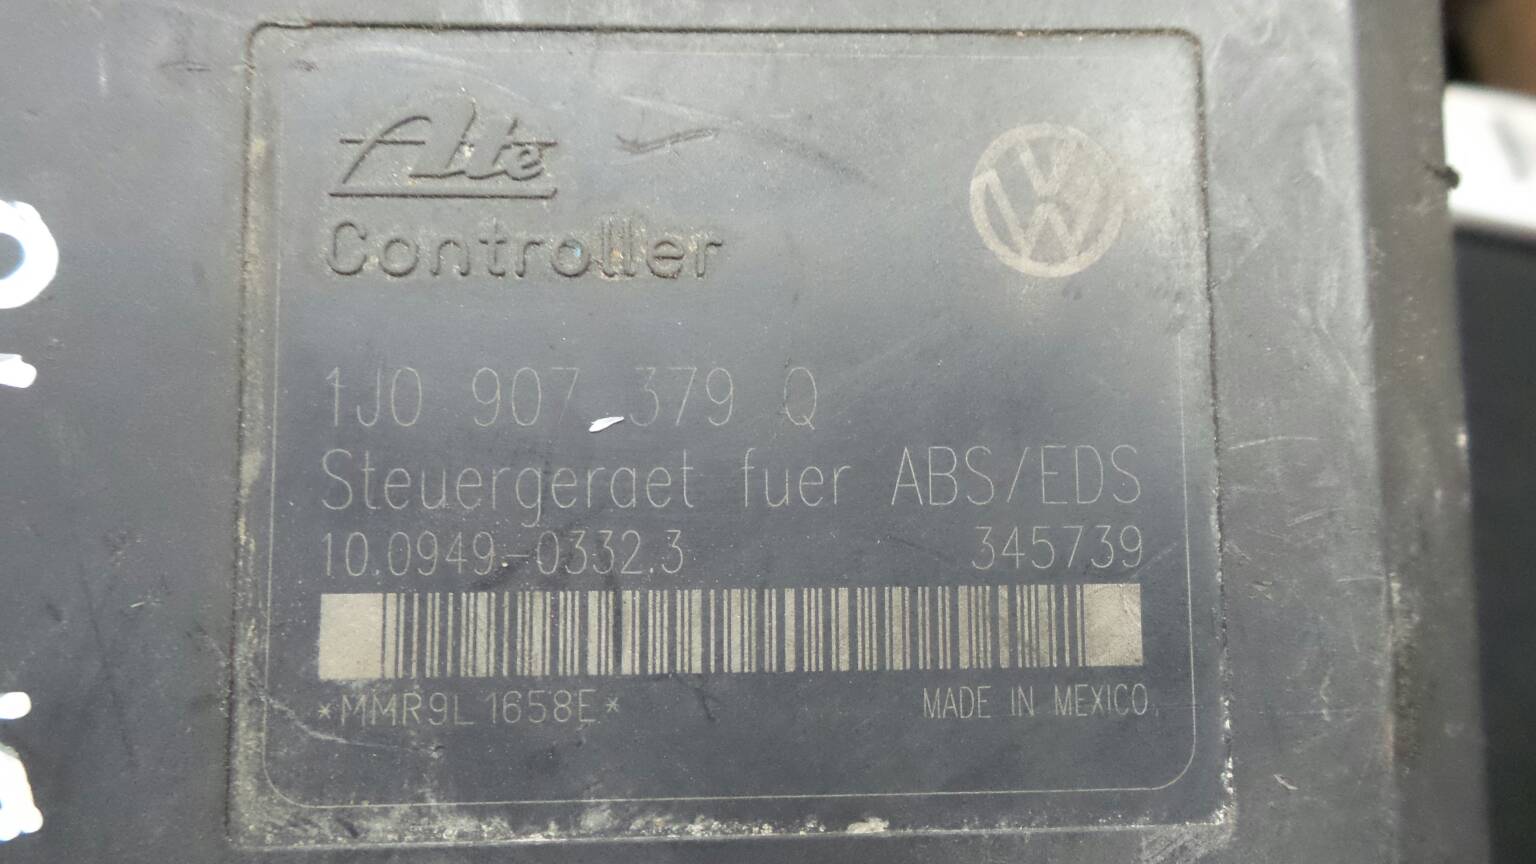 Ate
Controller
1J0 907 379 Q
Steuergeraet fuer ABS/EDS
10.0949-0332.3 345739
*MMR9L1658E* MADE IN MEXICO